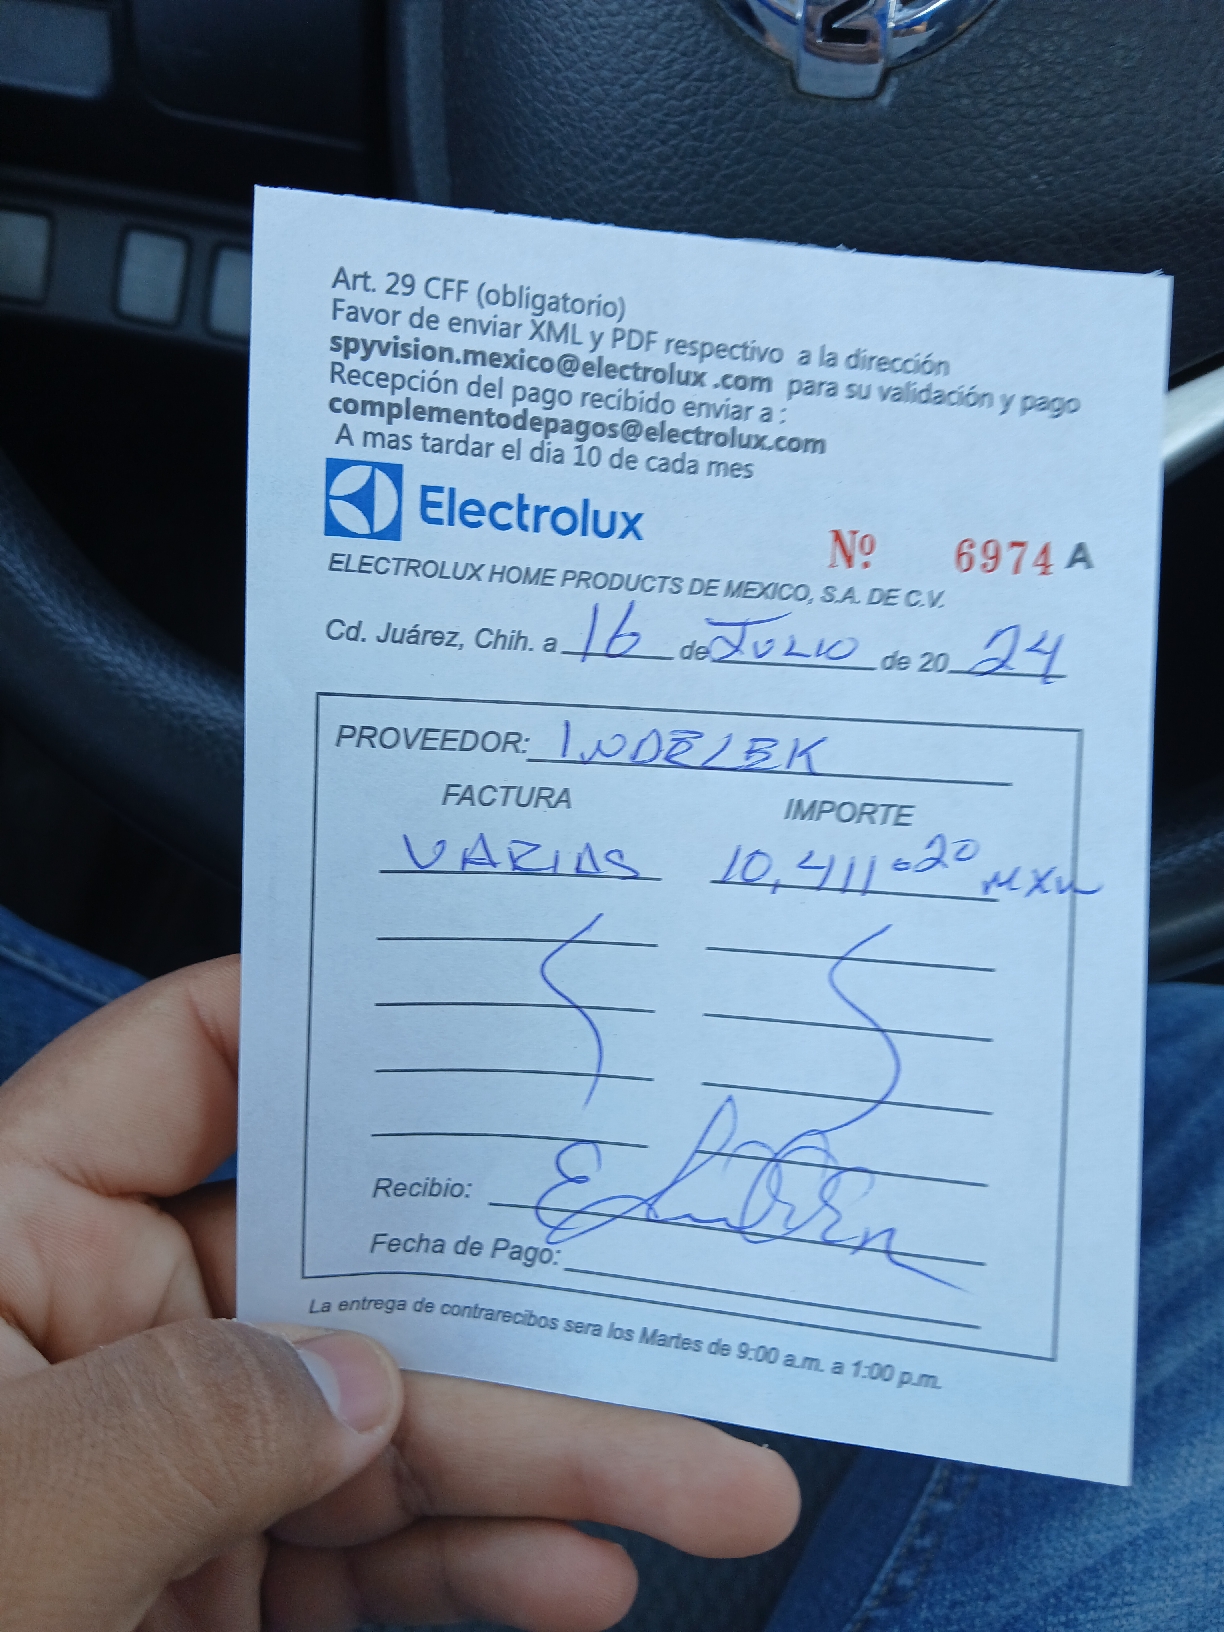 Art. 29 CFF (obligatorio)
Favor de enviar XML y PDF respectivo a la dirección
spyvision.mexico@electrolux .com para su validación y pago
Recepción del pago recibido enviar a :
complementodepagos@electrolux.com
A mas tardar el dia 10 de cada mes
Electrolux
Nº 6974 A
ELECTROLUX HOME PRODUCTS DE MEXICO, S.A. DE C.V.
Cd. Juárez, Chih. a 16 de Julio de 20 24
PROVEEDOR: INDELEK
FACTURA IMPORTE
VARIAS 10,411.20 MXN
Recibio:
Fecha de Pago:
La entrega de contrarecibos sera los Martes de 9:00 a.m. a 1:00 p.m.